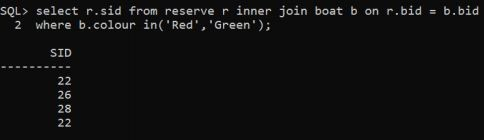 SQL> select r.sid from reserve r inner join boat b on r.bid = b.bid
2 where b.colour in('Red','Green');
SID
----------
22
26
28
22